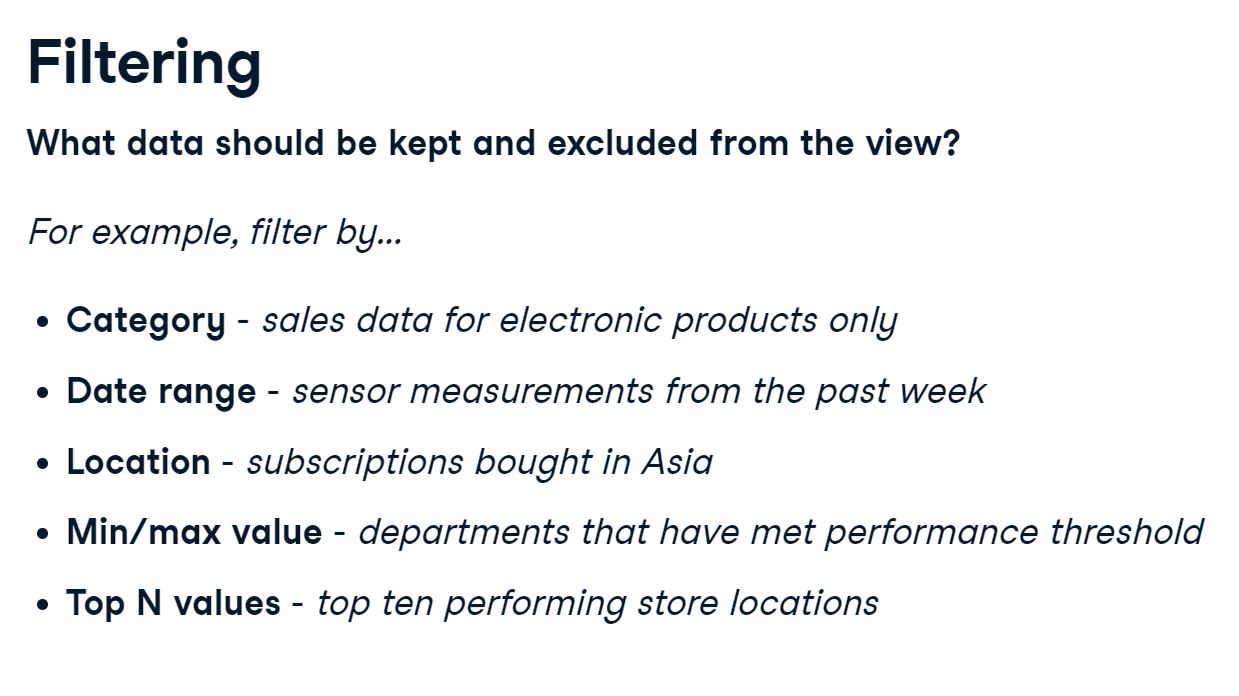 Filtering
What data should be kept and excluded from the view?
For example, filter by...
• Category - sales data for electronic products only
• Date range - sensor measurements from the past week
• Location - subscriptions bought in Asia
• Min/max value - departments that have met performance threshold
• Top N values - top ten performing store locations